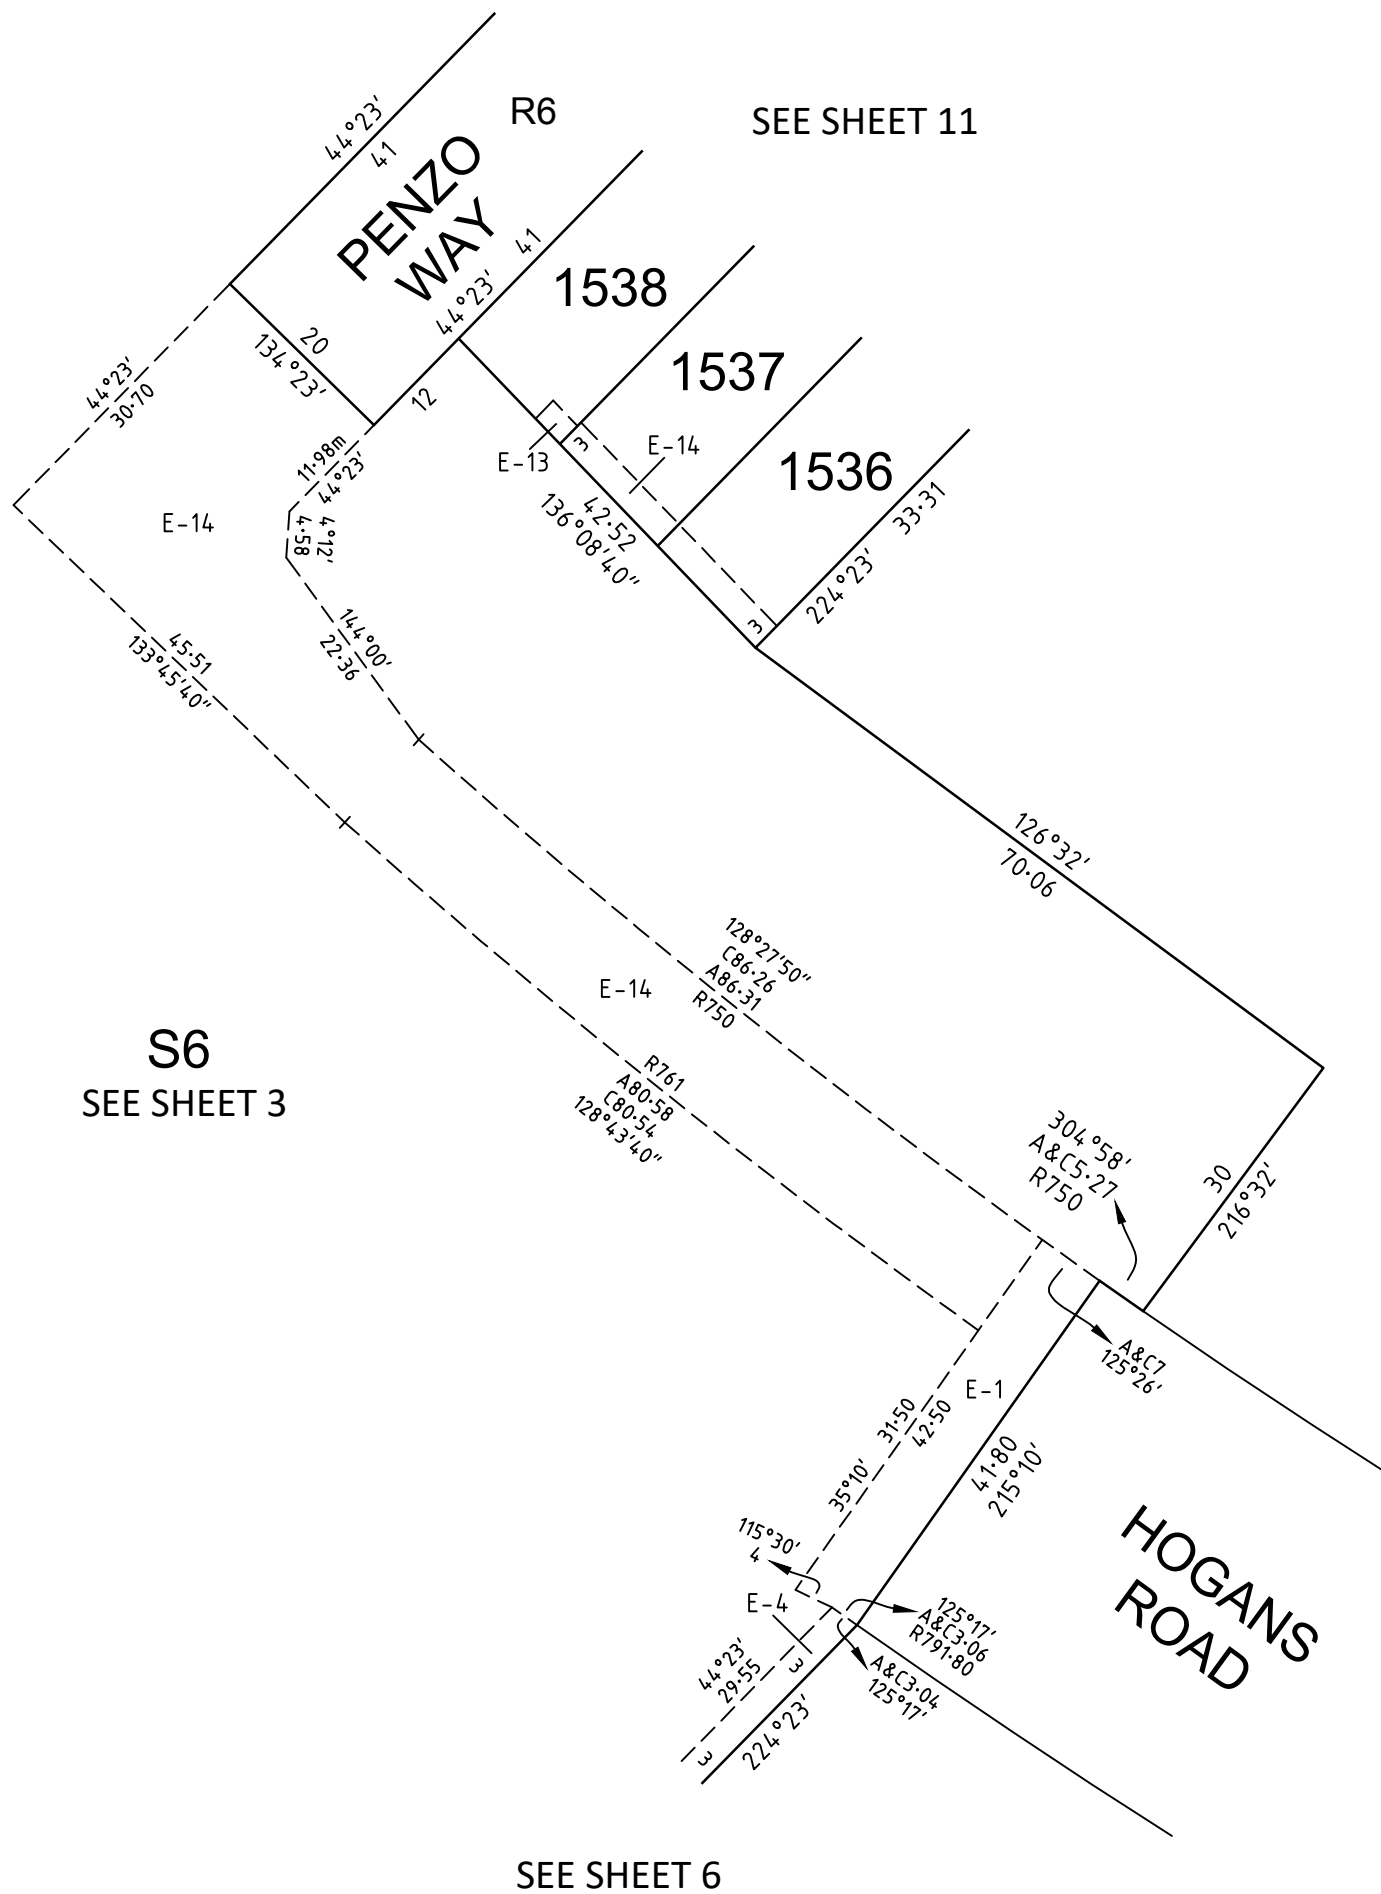 44°23'
41
R6
SEE SHEET 11
PENZO
WAY
41
44°23'
1538
1537
1536
20
134°23'
12
44°23'
30·70
11·98m
44°23'
E-13
3
E-14
42·52
136°08'40"
33·31
224°23'
3
E-14
4°12'
4·58
144°00'
22·36
45·51
133°45'40"
126°32'
70·06
128°27'50"
C86·26
A86·31
R750
E-14
R761
A80·58
C80·54
128°43'40"
S6
SEE SHEET 3
304°58'
A&C5·27
R750
30
216°32'
A&C7
125°26'
E-1
31·50
42·50
35°10'
41·80
215°10'
HOGANS
ROAD
115°30'
4
E-4
125°17'
A&C3·06
R791·80
A&C3·04
125°17'
44°23'
29·55
3
3
224°23'
SEE SHEET 6